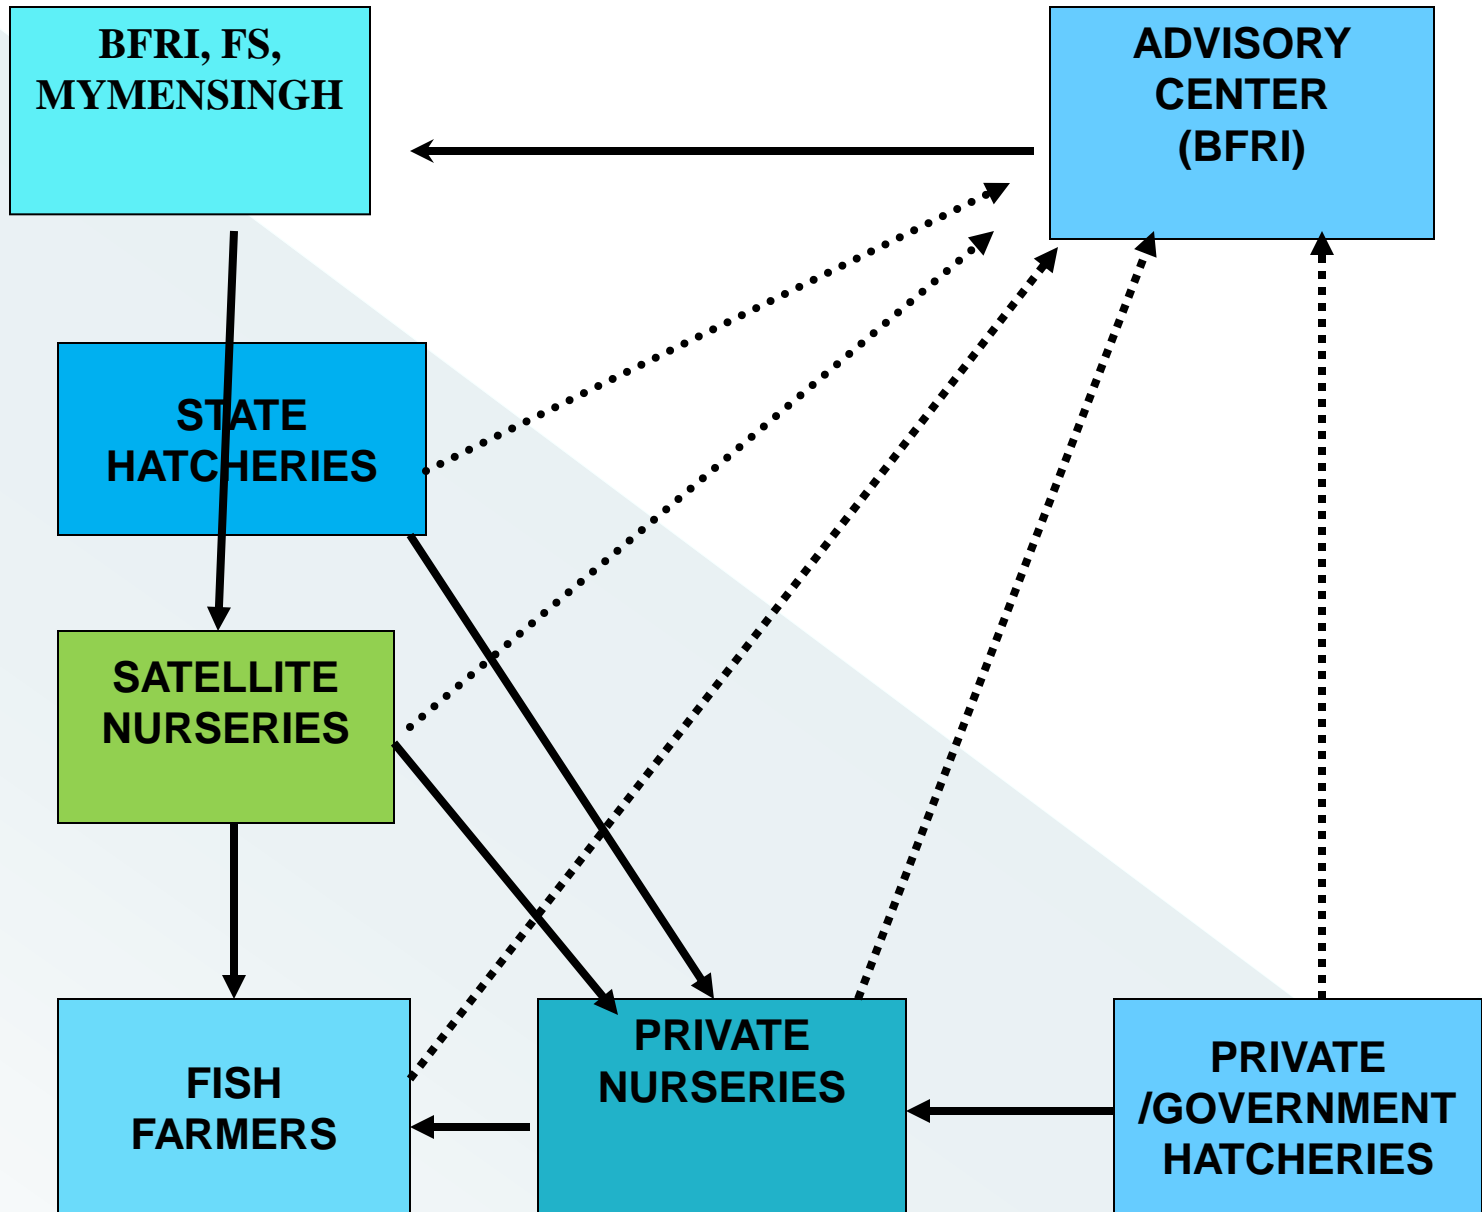 BFRI, FS,
MYMENSINGH
ADVISORY
CENTER
(BFRI)
STATE
HATCHERIES
SATELLITE
NURSERIES
FISH
FARMERS
PRIVATE
NURSERIES
PRIVATE
/GOVERNMENT
HATCHERIES